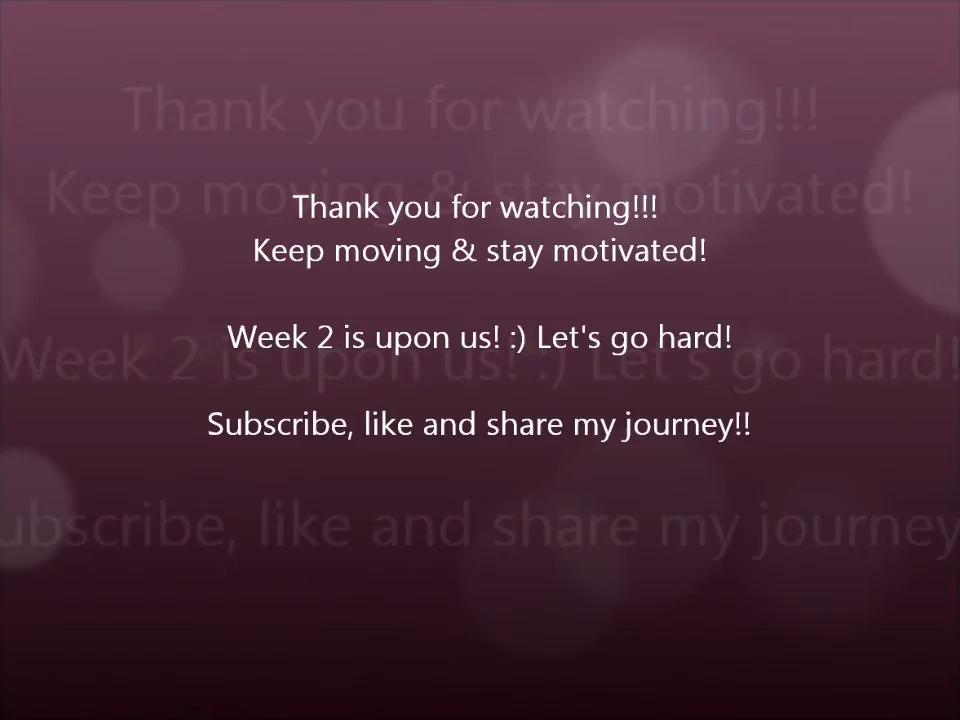 Thank you for watching!!!
Keep moving & stay motivated!
Week 2 is upon us! :) Let's go hard!
Subscribe, like and share my journey!!